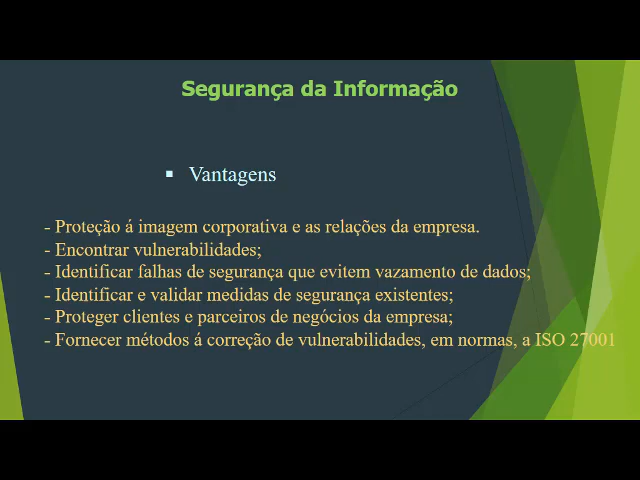 Segurança da Informação
▪ Vantagens
- Proteção á imagem corporativa e as relações da empresa.
- Encontrar vulnerabilidades;
- Identificar falhas de segurança que evitem vazamento de dados;
- Identificar e validar medidas de segurança existentes;
- Proteger clientes e parceiros de negócios da empresa;
- Fornecer métodos á correção de vulnerabilidades, em normas, a ISO 27001